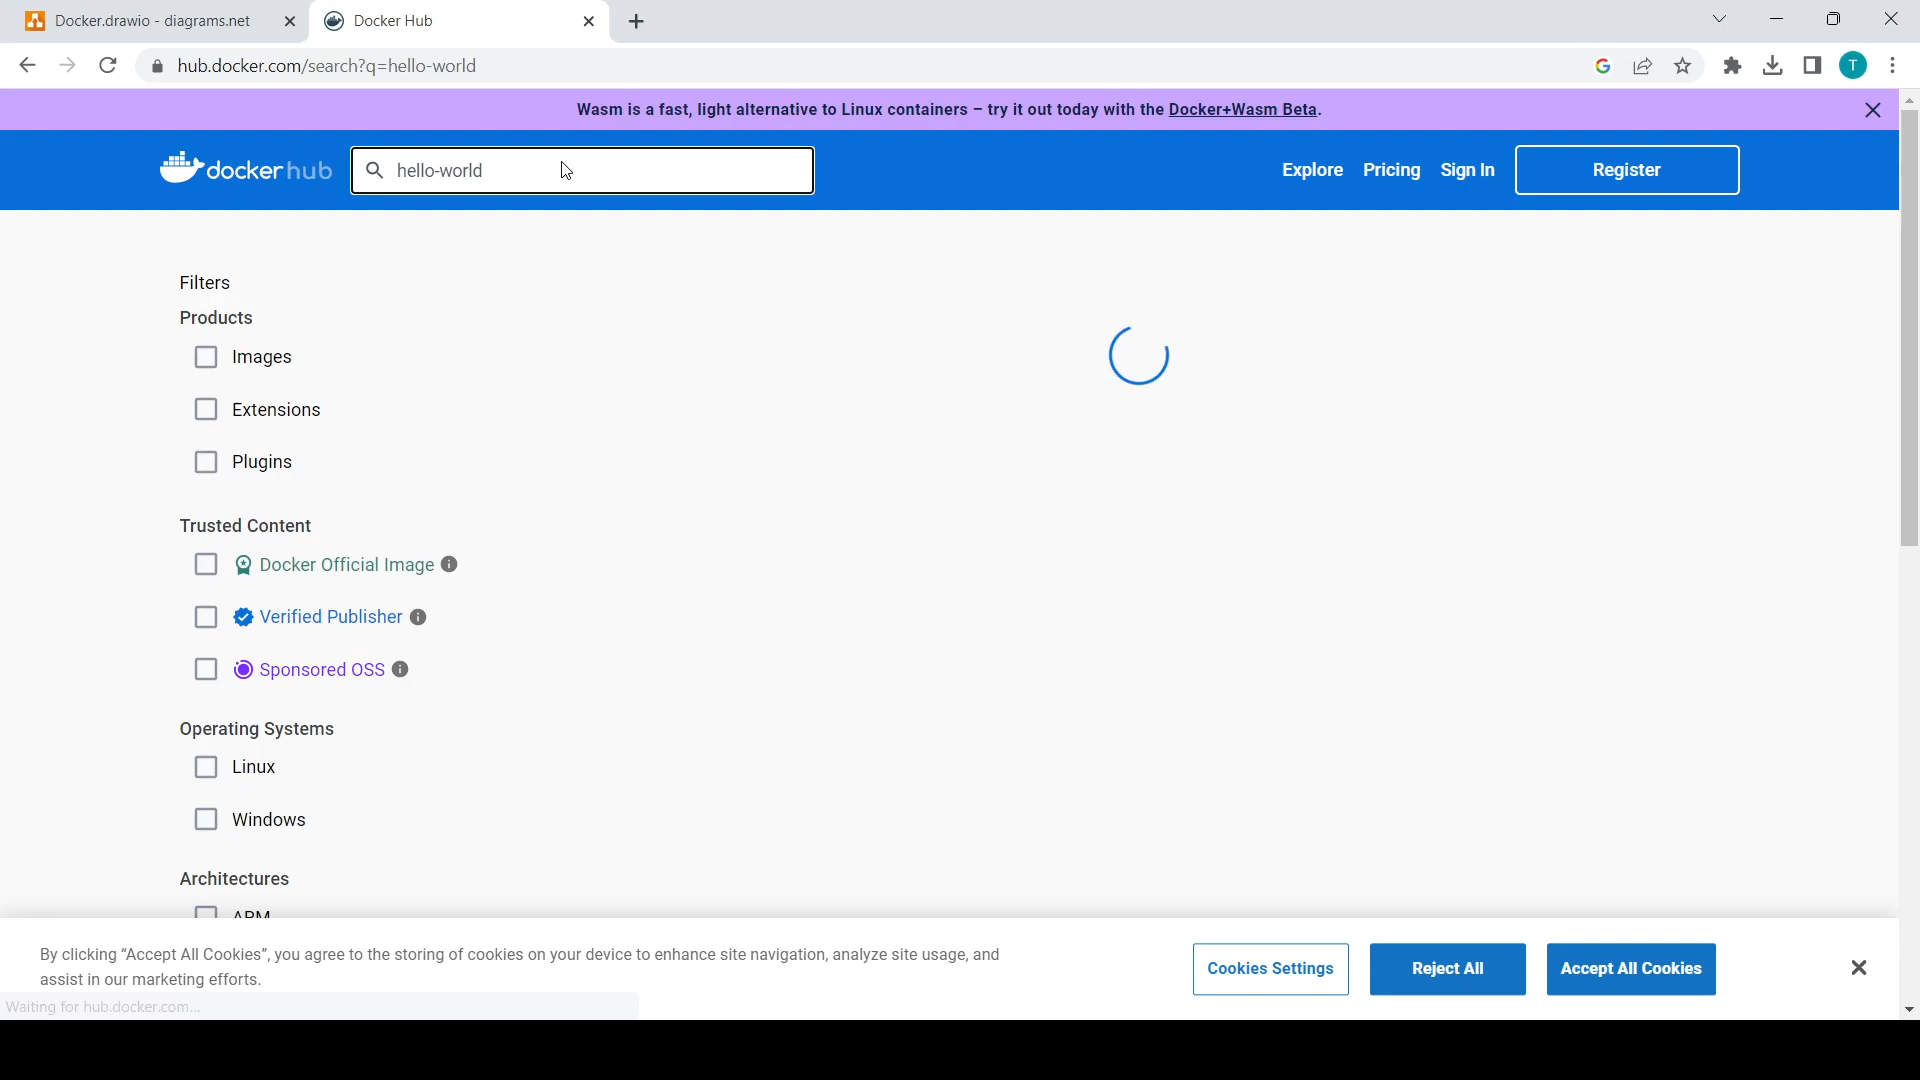 Docker.drawio - diagrams.net
Docker Hub
hub.docker.com/search?q=hello-world
T
Wasm is a fast, light alternative to Linux containers – try it out today with the Docker+Wasm Beta.
dockerhub
hello-world
Explore Pricing Sign In Register
Filters
Products
Images
Extensions
Plugins
Trusted Content
Docker Official Image
Verified Publisher
Sponsored OSS
Operating Systems
Linux
Windows
Architectures
ARM
By clicking “Accept All Cookies”, you agree to the storing of cookies on your device to enhance site navigation, analyze site usage, and
assist in our marketing efforts.
Cookies Settings
Reject All
Accept All Cookies
Waiting for hub.docker.com...